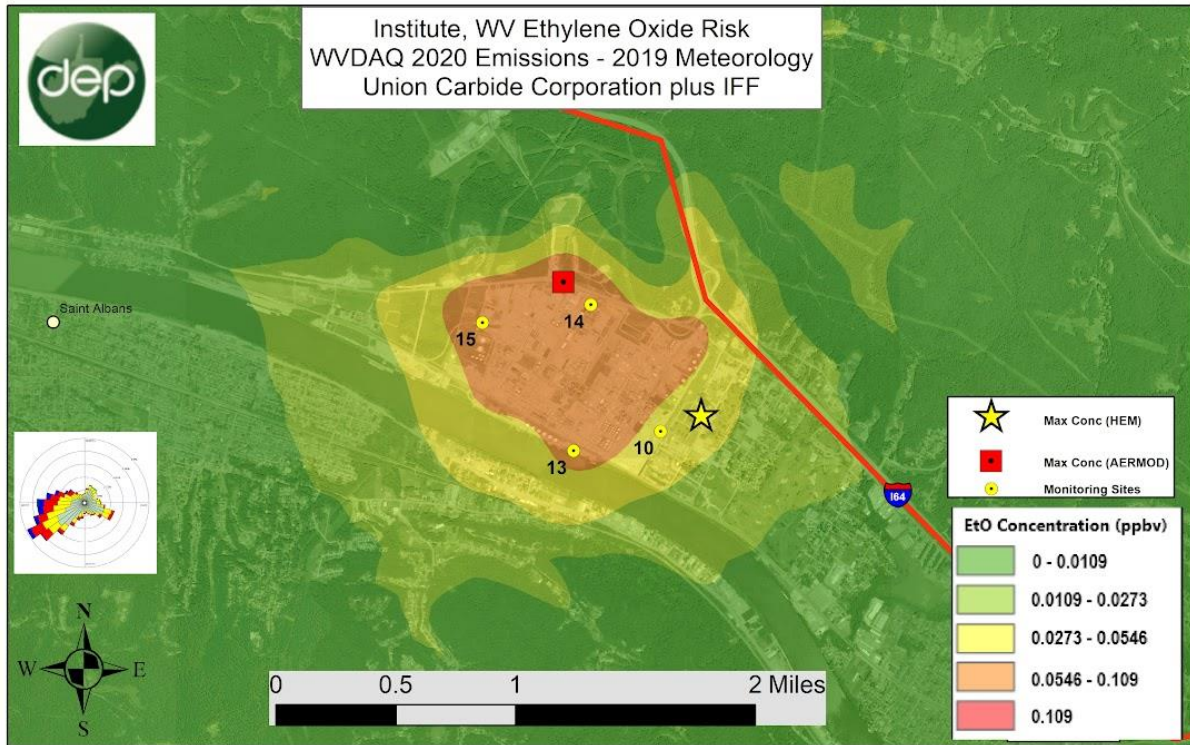 dep
Institute, WV Ethylene Oxide Risk
WVDAQ 2020 Emissions - 2019 Meteorology
Union Carbide Corporation plus IFF
Saint Albans
14
15
10
13
I64
Max Conc (HEM)
Max Conc (AERMOD)
Monitoring Sites
EtO Concentration (ppbv)
0 - 0.0109
0.0109 - 0.0273
0.0273 - 0.0546
0.0546 - 0.109
0.109
N
W E
S
0 0.5 1 2 Miles